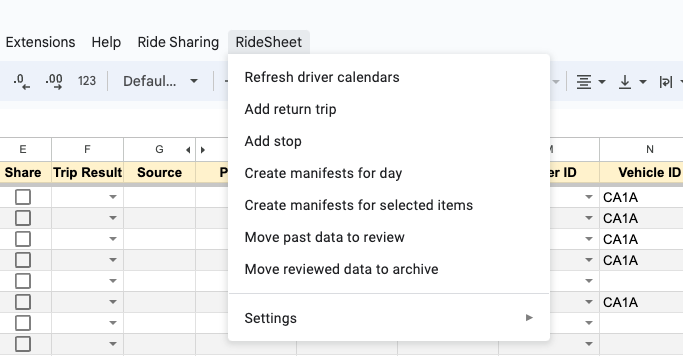 Extensions Help Ride Sharing RideSheet
.0 .00 123 Defaul...
Refresh driver calendars
Add return trip
Add stop
Create manifests for day
Create manifests for selected items
Move past data to review
Move reviewed data to archive
Settings
E F G N
Share Trip Result Source Vehicle ID
CA1A
CA1A
CA1A
CA1A
CA1A